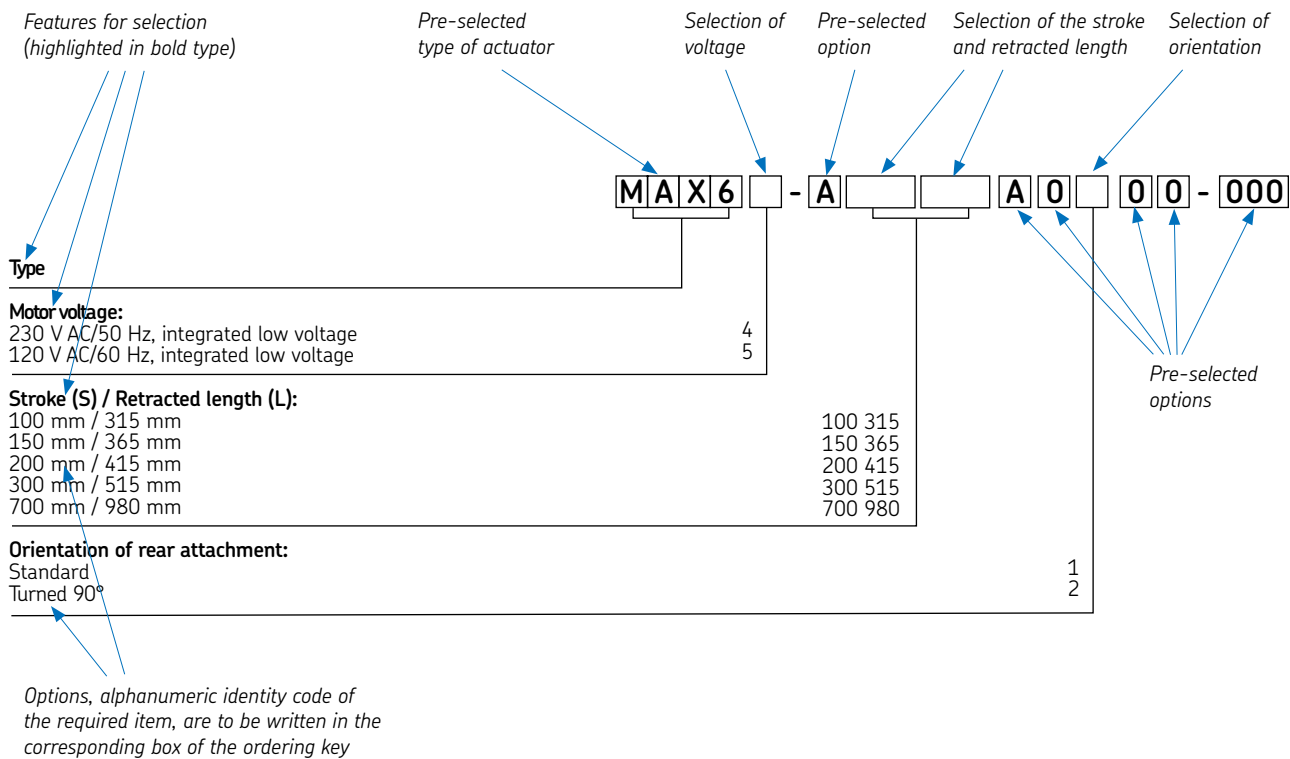 Features for selection
(highlighted in bold type)
Pre-selected
type of actuator
Selection of
voltage
Pre-selected
option
Selection of the stroke
and retracted length
Selection of
orientation
MAX6 - A A0 00 - 000
Type
Motor voltage:
230 V AC/50 Hz, integrated low voltage 4
120 V AC/60 Hz, integrated low voltage 5
Pre-selected
options
Stroke (S) / Retracted length (L):
100 mm / 315 mm 100 315
150 mm / 365 mm 150 365
200 mm / 415 mm 200 415
300 mm / 515 mm 300 515
700 mm / 980 mm 700 980
Orientation of rear attachment:
Standard 1
Turned 90° 2
Options, alphanumeric identity code of
the required item, are to be written in the
corresponding box of the ordering key